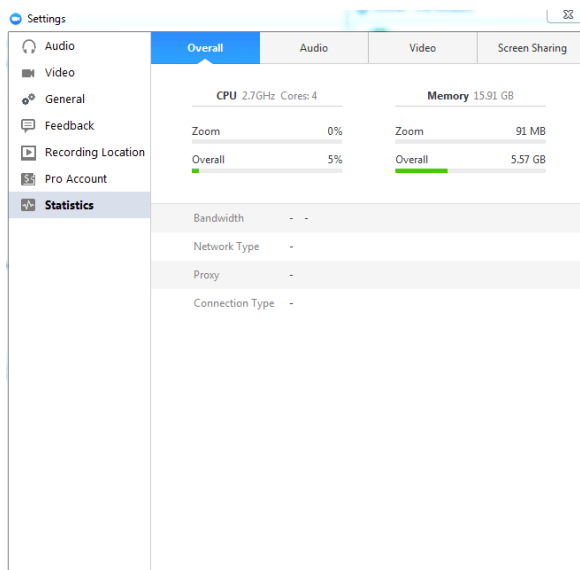 Settings
Audio
Video
General
Feedback
Recording Location
Pro Account
Statistics
Overall Audio Video Screen Sharing
CPU 2.7GHz Cores: 4 Memory 15.91 GB
Zoom 0% Zoom 91 MB
Overall 5% Overall 5.57 GB
Bandwidth - -
Network Type -
Proxy -
Connection Type -